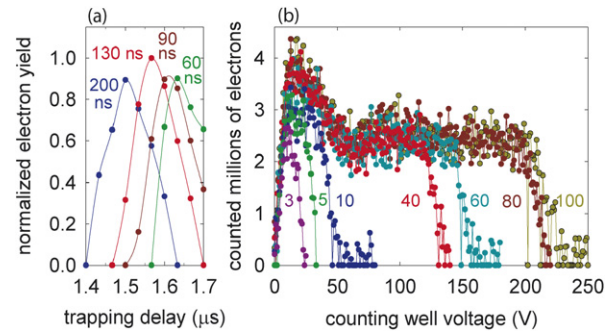 (a)
normalized electron yield
1.0
0.8
0.6
0.4
0.2
0.0
130 ns
90
ns
60
ns
200
ns
1.4 1.5 1.6 1.7
trapping delay (μs)
(b)
counted millions of electrons
4
3
2
1
0
3 5 10 40 60 80 100
0 50 100 150 200 250
counting well voltage (V)